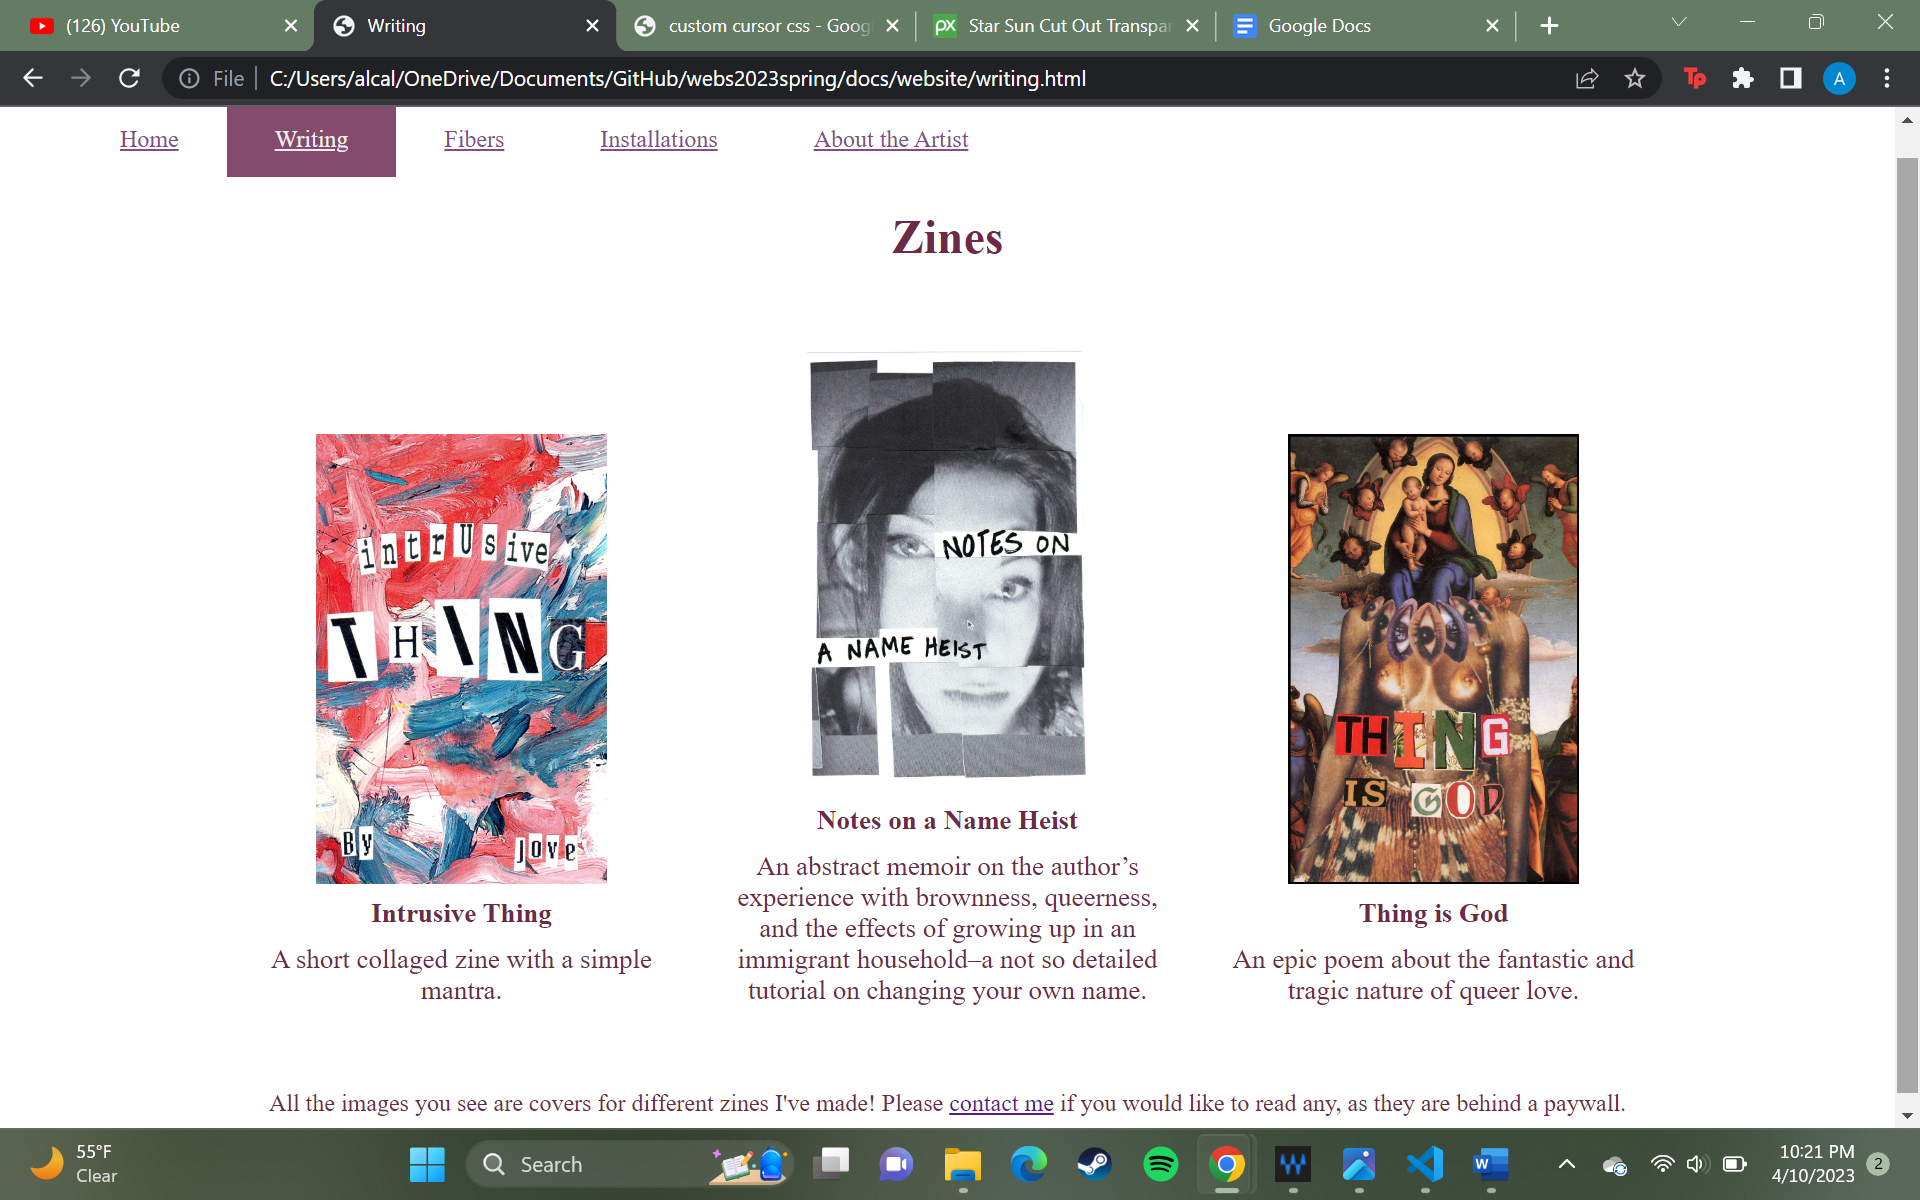 (126) YouTube
Writing
custom cursor css - Goog
Star Sun Cut Out Transpar
Google Docs
File
C:/Users/alcal/OneDrive/Documents/GitHub/webs2023spring/docs/website/writing.html
Tp
A
Home
Writing
Fibers
Installations
About the Artist
Zines
intrUsive
THING
By Jove
NOTES ON
A NAME HEIST
THING
IS GOD
Intrusive Thing
A short collaged zine with a simple
mantra.
Notes on a Name Heist
An abstract memoir on the author’s
experience with brownness, queerness,
and the effects of growing up in an
immigrant household–a not so detailed
tutorial on changing your own name.
Thing is God
An epic poem about the fantastic and
tragic nature of queer love.
All the images you see are covers for different zines I've made! Please contact me if you would like to read any, as they are behind a paywall.
55°F
Clear
Search
10:21 PM
4/10/2023
2